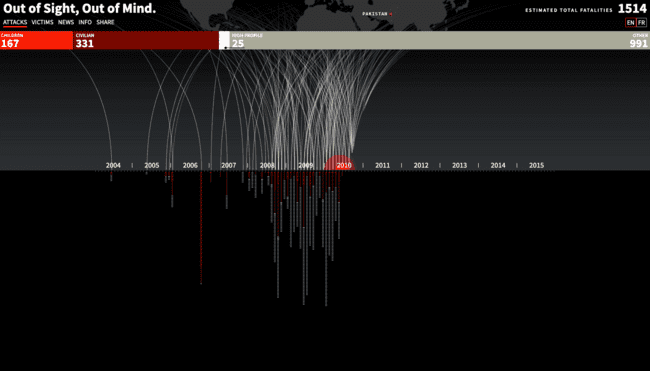 Out of Sight, Out of Mind.
ATTACKS VICTIMS NEWS INFO SHARE
PAKISTAN
ESTIMATED TOTAL FATALITIES 1514
EN FR
CHILDREN
167
CIVILIAN
331
HIGH-PROFILE
25
OTHER
991
2004 2005 2006 2007 2008 2009 2010 2011 2012 2013 2014 2015